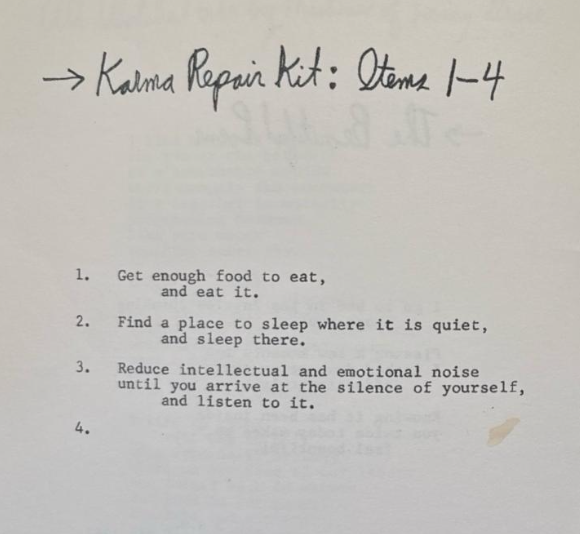 → Karma Repair Kit: Items 1-4
1. Get enough food to eat,
and eat it.
2. Find a place to sleep where it is quiet,
and sleep there.
3. Reduce intellectual and emotional noise
until you arrive at the silence of yourself,
and listen to it.
4.